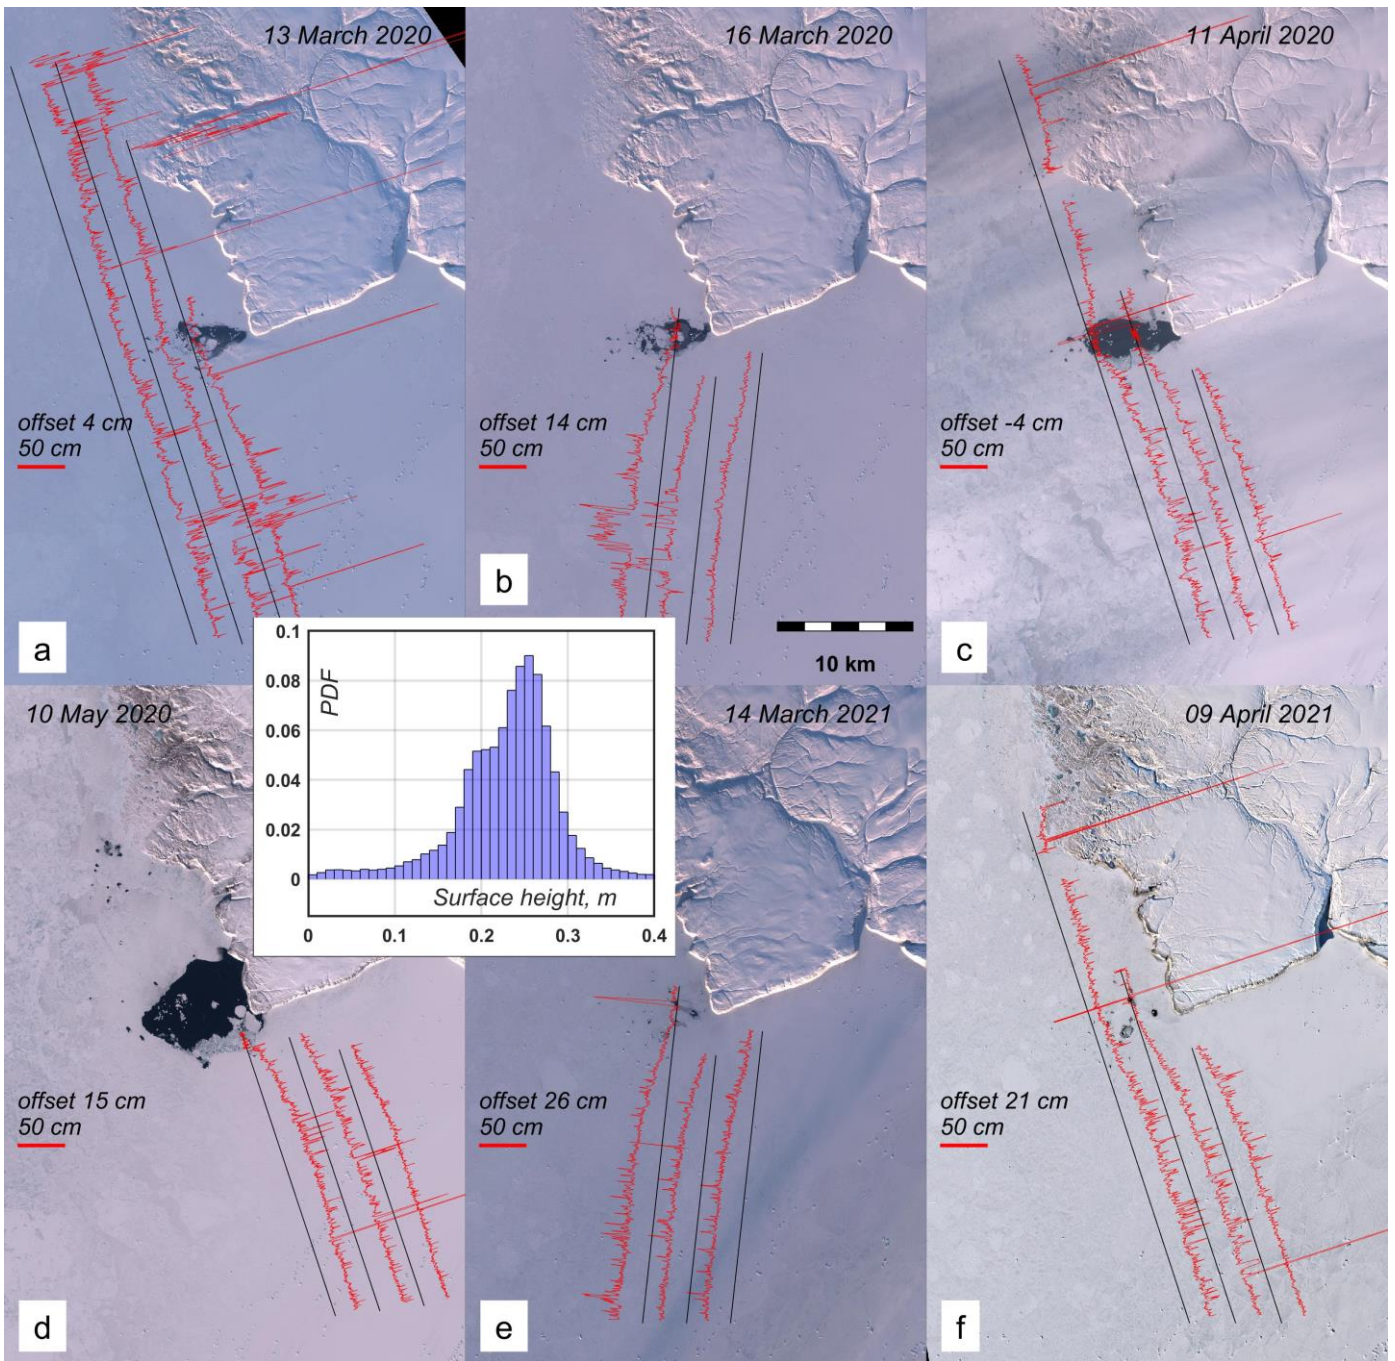 13 March 2020
offset 4 cm
50 cm
a
16 March 2020
offset 14 cm
50 cm
b
10 km
11 April 2020
offset -4 cm
50 cm
c
0.1
0.08
0.06
0.04
0.02
0
PDF
Surface height, m
0 0.1 0.2 0.3 0.4
10 May 2020
offset 15 cm
50 cm
d
14 March 2021
offset 26 cm
50 cm
e
09 April 2021
offset 21 cm
50 cm
f